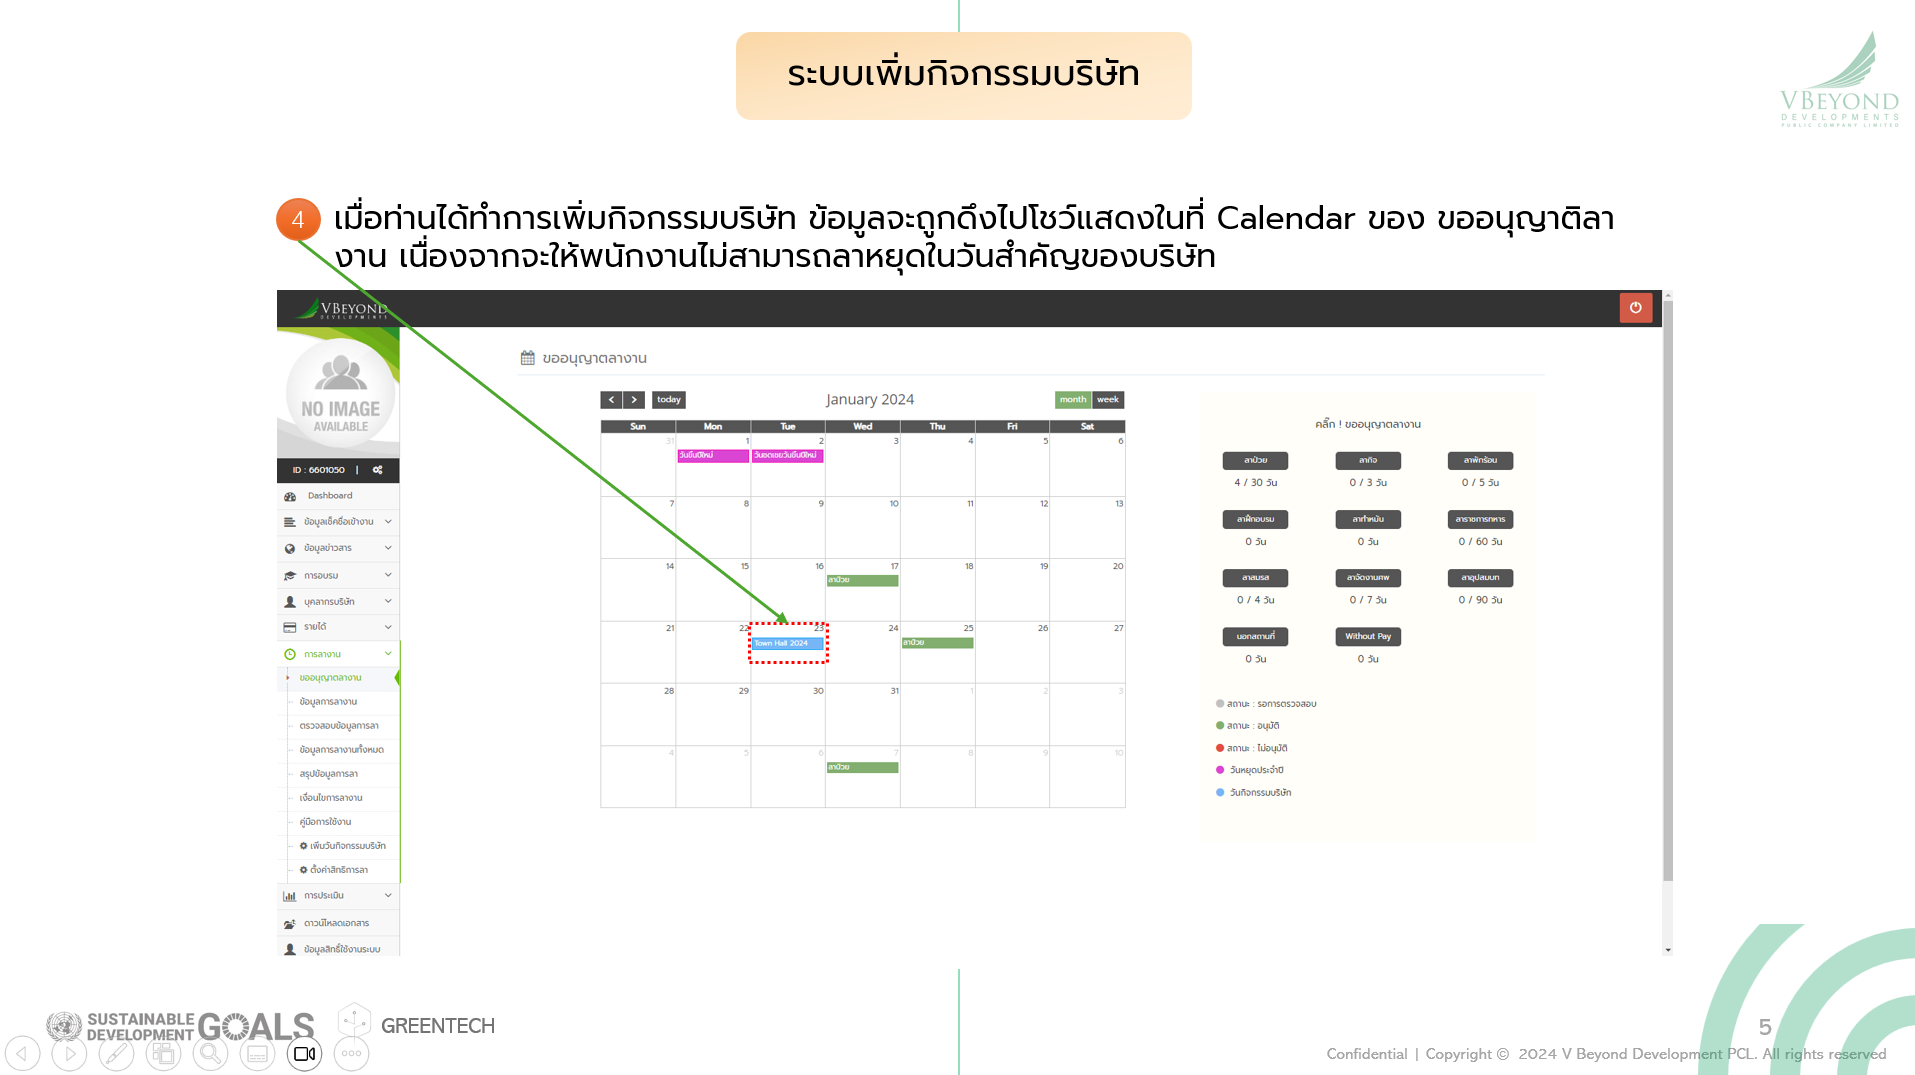 ระบบเพิ่มกิจกรรมบริษัท
VBEYOND
DEVELOPMENTS
PUBLIC COMPANY LIMITED
4 เมื่อท่านได้ทำการเพิ่มกิจกรรมบริษัท ข้อมูลจะถูกดึงไปโชว์แสดงในที่ Calendar ของ ขออนุญาติลา
งาน เนื่องจากจะให้พนักงานไม่สามารถลาหยุดในวันสำคัญของบริษัท
VBEYOND
DEVELOPMENTS
NO IMAGE
AVAILABLE
ID : 6601050 |
Dashboard
ข้อมูลเช็คชื่อเข้างาน
ข้อมูลข่าวสาร
การอบรม
บุคลากรบริษัท
รายได้
การลางาน
ขออนุญาตลางาน
ข้อมูลการลางาน
ตรวจสอบข้อมูลการลา
ข้อมูลการลางานทั้งหมด
สรุปข้อมูลการลา
เงื่อนไขการลางาน
คู่มือการใช้งาน
เพิ่มวันกิจกรรมบริษัท
ตั้งค่าสิทธิการลา
การประเมิน
ดาวน์โหลดเอกสาร
ข้อมูลสิทธิ์ใช้งานระบบ
ขออนุญาตลางาน
< > today January 2024 month week
Sun Mon Tue Wed Thu Fri Sat
31 1 2 3 4 5 6
วันขึ้นปีใหม่ วันชดเชยวันขึ้นปีใหม่
7 8 9 10 11 12 13
14 15 16 17 18 19 20
ลาป่วย
21 22 23 24 25 26 27
Town Hall 2024 ลาป่วย
28 29 30 31 1 2 3
4 5 6 7 8 9 10
ลาป่วย
คลิ๊ก ! ขออนุญาตลางาน
ลาป่วย ลากิจ ลาพักร้อน
4 / 30 วัน 0 / 3 วัน 0 / 5 วัน
ลาฝึกอบรม ลาทำหมัน ลาราชการทหาร
0 วัน 0 วัน 0 / 60 วัน
ลาสมรส ลาจัดงานศพ ลาอุปสมบท
0 / 4 วัน 0 / 7 วัน 0 / 90 วัน
นอกสถานที่ Without Pay
0 วัน 0 วัน
สถานะ : รอการตรวจสอบ
สถานะ : อนุมัติ
สถานะ : ไม่อนุมัติ
วันหยุดประจำปี
วันกิจกรรมบริษัท
SUSTAINABLE
DEVELOPMENT GOALS
GREENTECH
5
Confidential | Copyright © 2024 V Beyond Development PCL. All rights reserved